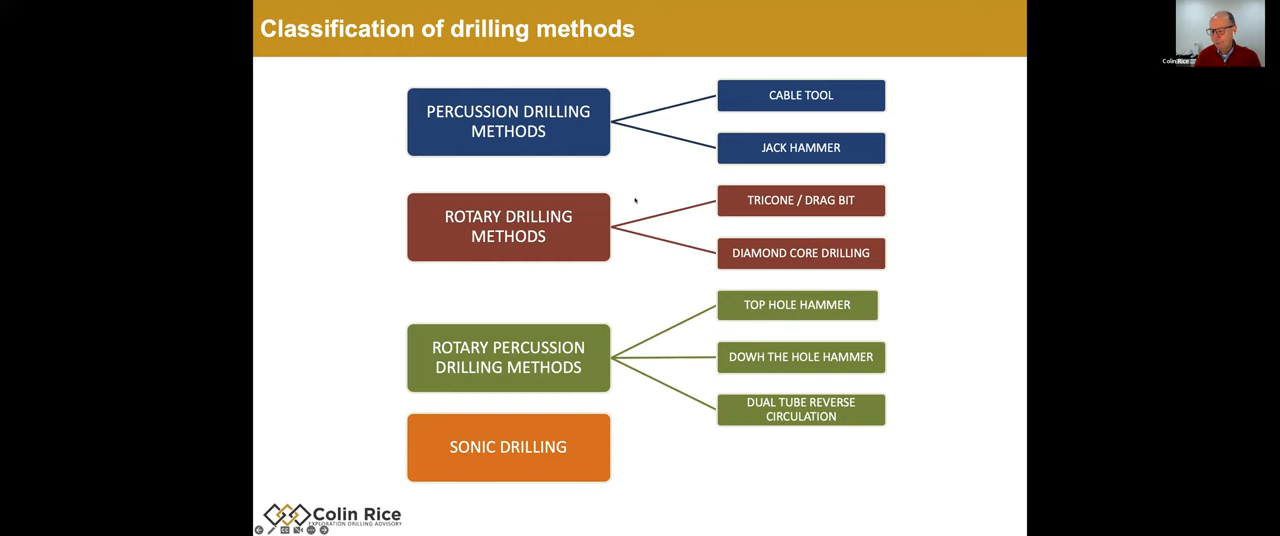 Classification of drilling methods
Colin Rice
PERCUSSION DRILLING
METHODS
CABLE TOOL
JACK HAMMER
ROTARY DRILLING
METHODS
TRICONE / DRAG BIT
DIAMOND CORE DRILLING
ROTARY PERCUSSION
DRILLING METHODS
TOP HOLE HAMMER
DOWH THE HOLE HAMMER
DUAL TUBE REVERSE
CIRCULATION
SONIC DRILLING
Colin Rice
EXPLORATION DRILLING ADVISORY